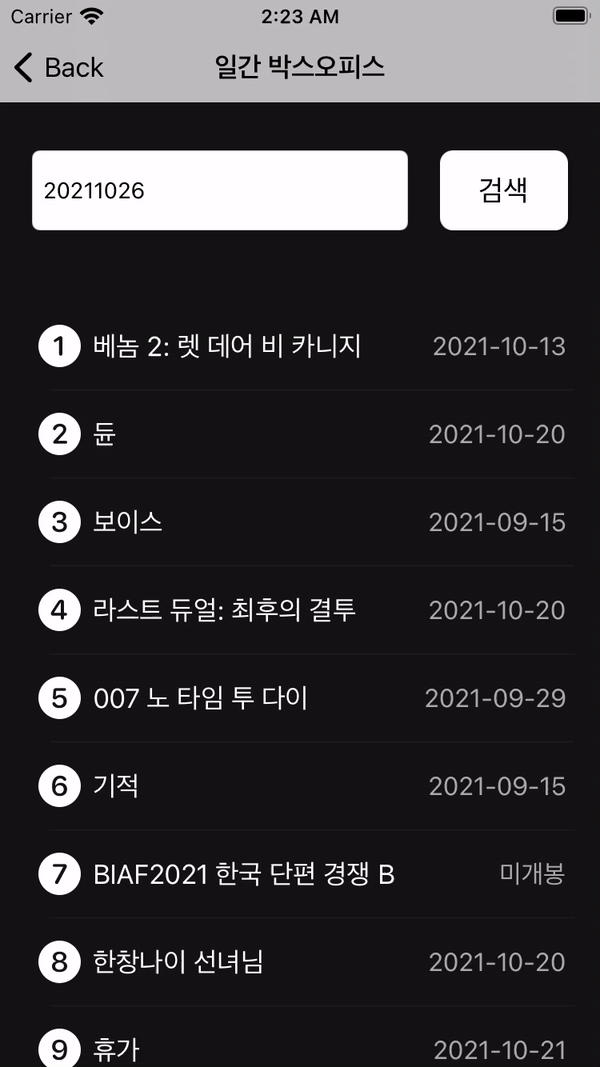 Carrier 2:23 AM
Back 일간 박스오피스
20211026 검색
1 베놈 2: 렛 데어 비 카니지 2021-10-13
2 듄 2021-10-20
3 보이스 2021-09-15
4 라스트 듀얼: 최후의 결투 2021-10-20
5 007 노 타임 투 다이 2021-09-29
6 기적 2021-09-15
7 BIAF2021 한국 단편 경쟁 B 미개봉
8 한창나이 선녀님 2021-10-20
9 휴가 2021-10-21